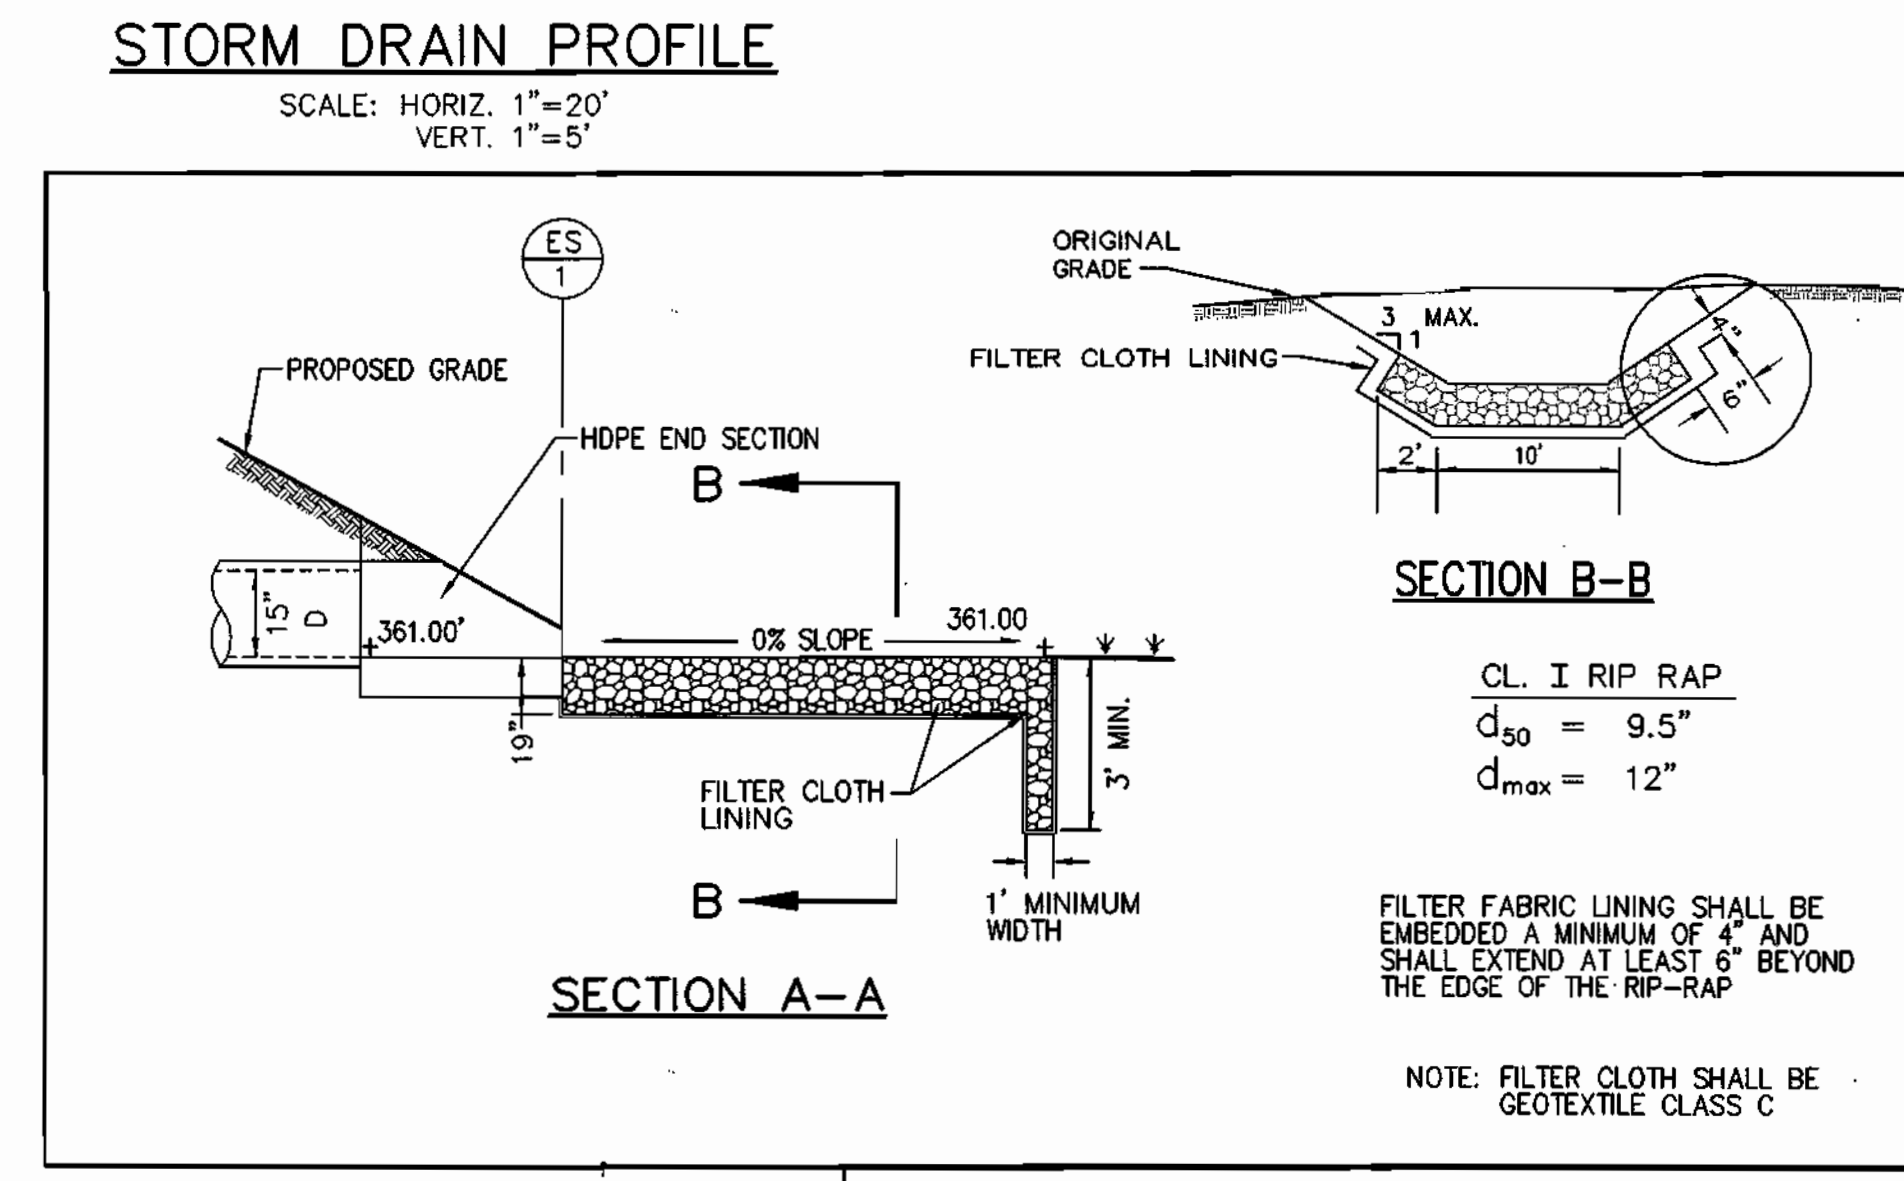 STORM DRAIN PROFILE
SCALE: HORIZ. 1"=20'
VERT. 1"=5'
ES
1
PROPOSED GRADE
HDPE END SECTION
B
15"
D
361.00'
0% SLOPE
361.00
19"
3' MIN.
FILTER CLOTH
LINING
B
1' MINIMUM
WIDTH
SECTION A-A
ORIGINAL
GRADE
3
1
MAX.
FILTER CLOTH LINING
4"
6"
2'
10'
SECTION B-B
CL. I RIP RAP
d50 = 9.5"
dmax = 12"
FILTER FABRIC LINING SHALL BE
EMBEDDED A MINIMUM OF 4" AND
SHALL EXTEND AT LEAST 6" BEYOND
THE EDGE OF THE RIP-RAP
NOTE: FILTER CLOTH SHALL BE
GEOTEXTILE CLASS C